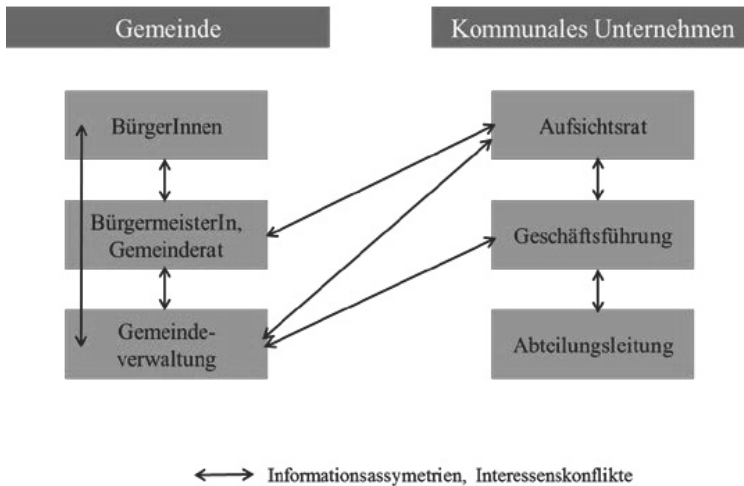 Gemeinde
Kommunales Unternehmen
BürgerInnen
BürgermeisterIn,
Gemeinderat
Gemeinde-
verwaltung
Aufsichtsrat
Geschäftsführung
Abteilungsleitung
Informationsassymetrien, Interessenskonflikte